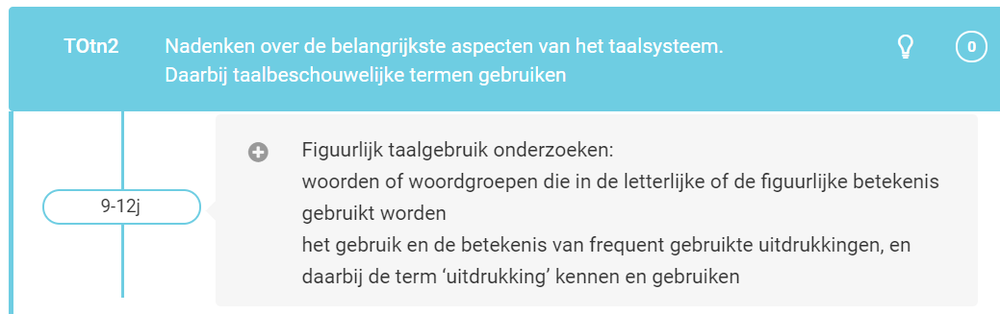 TOtn2 Nadenken over de belangrijkste aspecten van het taalsysteem. 0
Daarbij taalbeschouwelijke termen gebruiken
Figuurlijk taalgebruik onderzoeken:
woorden of woordgroepen die in de letterlijke of de figuurlijke betekenis
9-12j
gebruikt worden
het gebruik en de betekenis van frequent gebruikte uitdrukkingen, en
daarbij de term ‘uitdrukking’ kennen en gebruiken